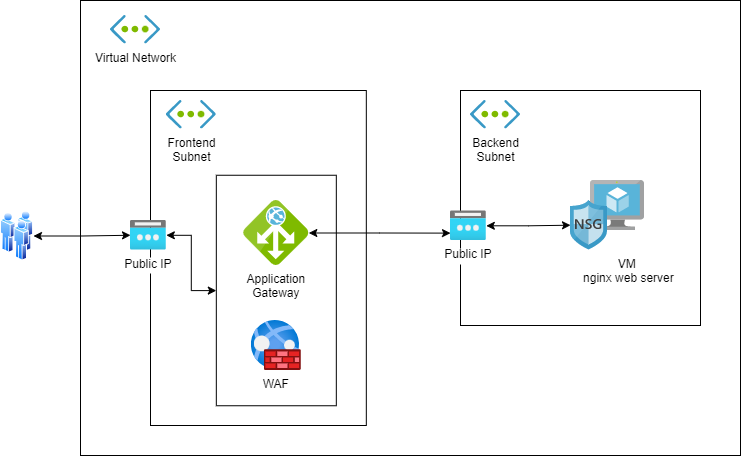 Virtual Network
Frontend
Subnet
Backend
Subnet
Public IP
Application
Gateway
WAF
Public IP
NSG
VM
nginx web server